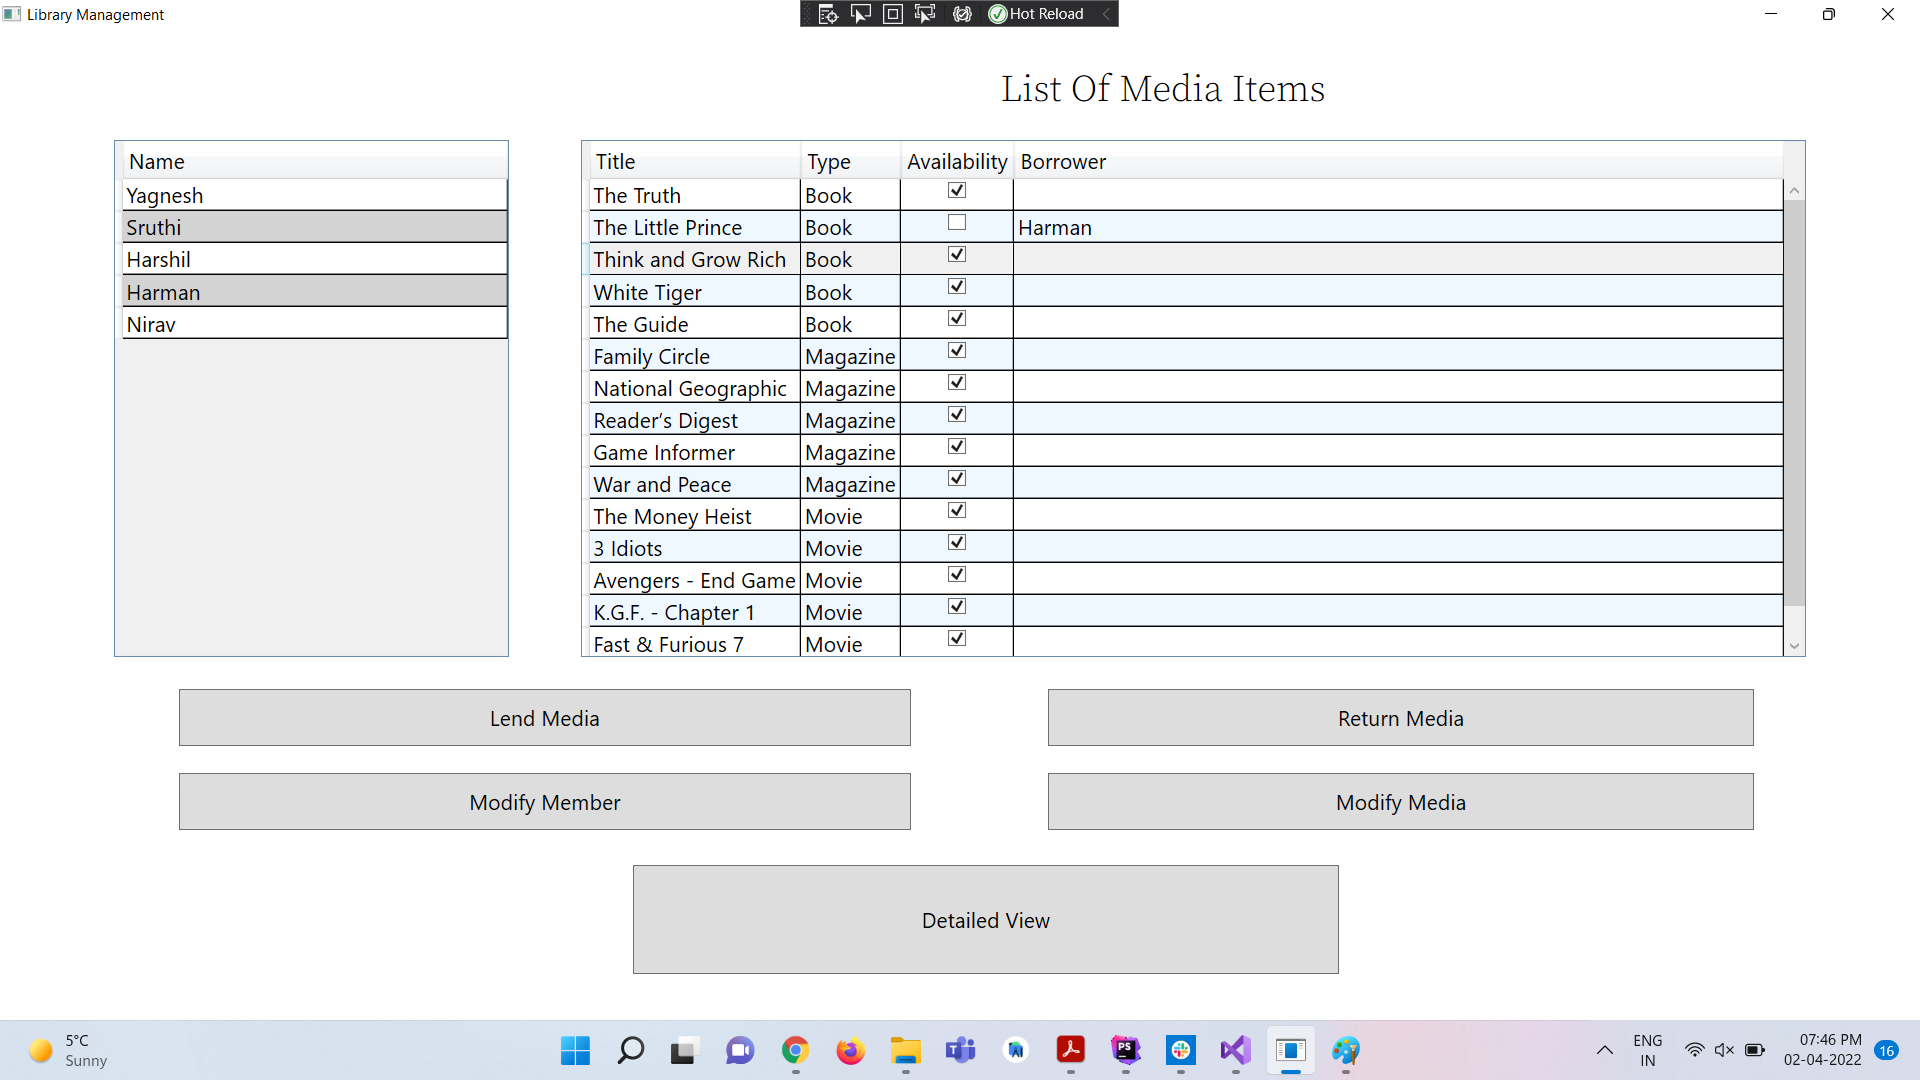 Library Management
Hot Reload
List Of Media Items
Name
Yagnesh
Sruthi
Harshil
Harman
Nirav
Title Type Availability Borrower
The Truth Book
The Little Prince Book Harman
Think and Grow Rich Book
White Tiger Book
The Guide Book
Family Circle Magazine
National Geographic Magazine
Reader’s Digest Magazine
Game Informer Magazine
War and Peace Magazine
The Money Heist Movie
3 Idiots Movie
Avengers - End Game Movie
K.G.F. - Chapter 1 Movie
Fast & Furious 7 Movie
Lend Media
Return Media
Modify Member
Modify Media
Detailed View
5°C
Sunny
PS
ENG
IN
07:46 PM
02-04-2022
16